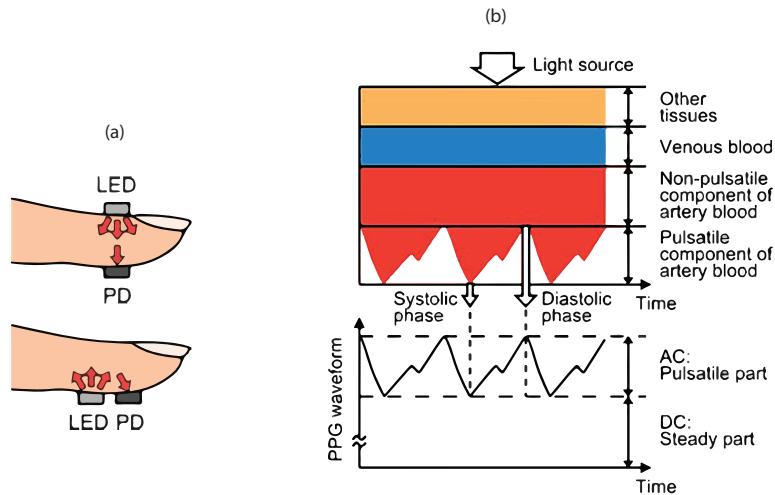 (a)
LED
PD
LED PD
(b)
Light source
Other
tissues
Venous blood
Non-pulsatile
component of
artery blood
Pulsatile
component of
artery blood
Systolic
phase
Diastolic
phase
Time
PPG waveform
AC:
Pulsatile part
DC:
Steady part
Time